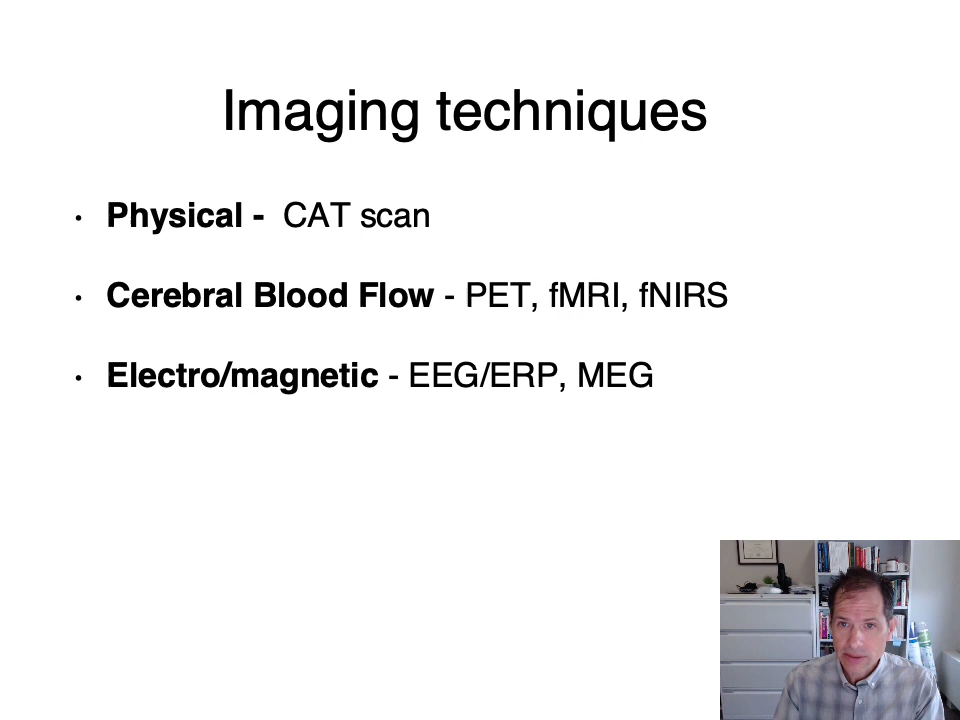 Imaging techniques
• Physical - CAT scan
• Cerebral Blood Flow - PET, fMRI, fNIRS
• Electro/magnetic - EEG/ERP, MEG